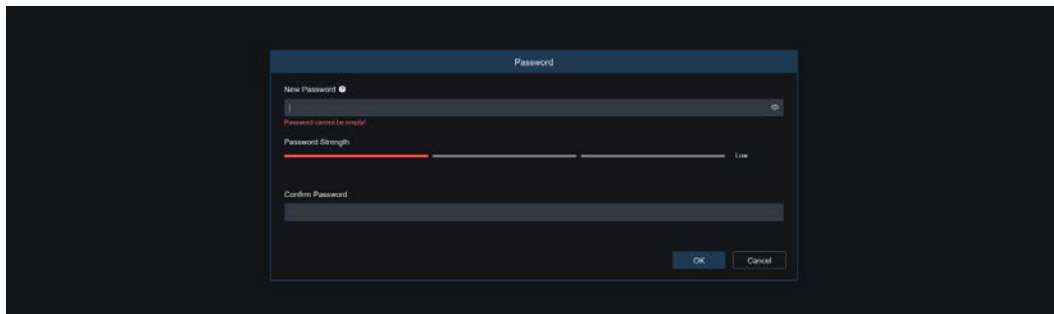 Password
New Password
Password cannot be empty!
Password Strength
Low
Confirm Password
OK
Cancel